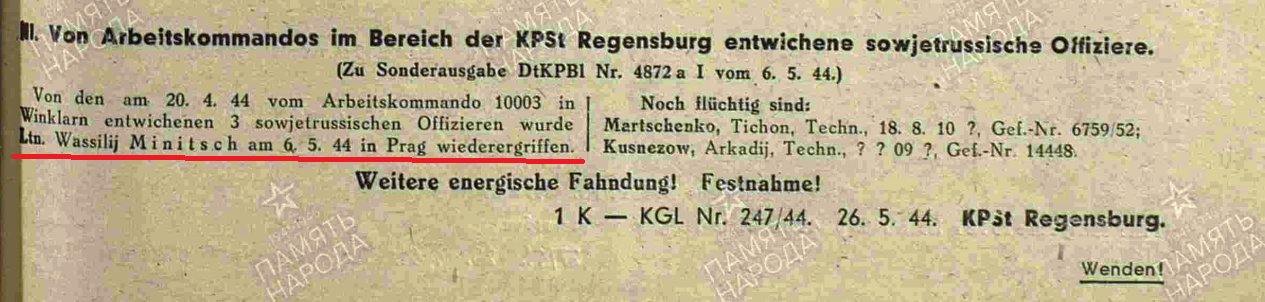 III. Von Arbeitskommandos im Bereich der KPSt Regensburg entwichene sowjetrussische Offiziere.
(Zu Sonderausgabe DtKPBl Nr. 4872 a I vom 6. 5. 44.)
Von den am 20. 4. 44 vom Arbeitskommando 10003 in
Winklarn entwichenen 3 sowjetrussischen Offizieren wurde
Ltn. Wassilij Minitsch am 6. 5. 44 in Prag wiederergriffen.
Noch flüchtig sind:
Martschenko, Tichon, Techn., 18. 8. 10 ?, Gef.-Nr. 6759/52;
Kusnezow, Arkadij, Techn., ? ? 09 ?, Gef.-Nr. 14448.
Weitere energische Fahndung! Festnahme!
1 K — KGL Nr. 247/44. 26. 5. 44. KPSt Regensburg.
Wenden!
ПАМЯТЬ
НАРОДА